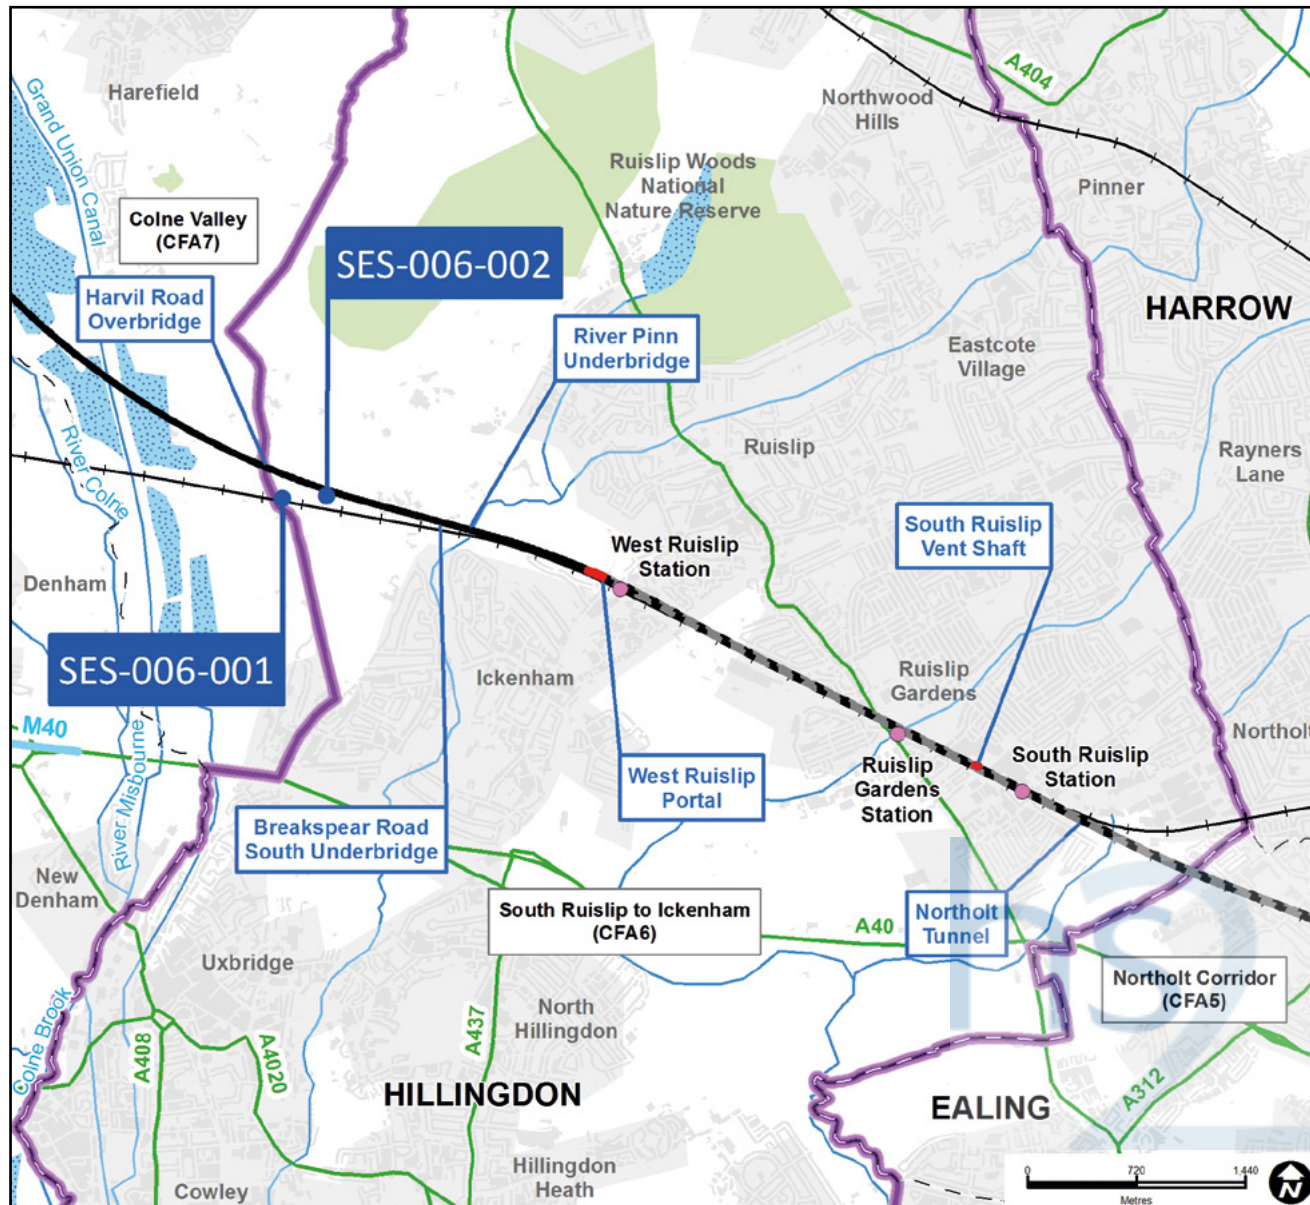 A404
Harefield
Northwood
Hills
Grand Union Canal
Ruislip Woods
National
Nature Reserve
Pinner
Colne Valley
(CFA7)
SES-006-002
Harvil Road
Overbridge
HARROW
River Pinn
Underbridge
Eastcote
Village
River Colne
Ruislip
Rayners
Lane
South Ruislip
Vent Shaft
West Ruislip
Station
Denham
SES-006-001
Ickenham
Ruislip
Gardens
M40
Northolt
River Misbourne
West Ruislip
Portal
Ruislip
Gardens
Station
South Ruislip
Station
Breakspear Road
South Underbridge
New
Denham
South Ruislip to Ickenham
(CFA6)
A40
Northolt
Tunnel
hs2
Uxbridge
Northolt Corridor
(CFA5)
Colne Brook
North
Hillingdon
A408
A4020
A437
HILLINGDON
EALING
A312
Hillingdon
Heath
Cowley
0 720 1,440
Metres
N